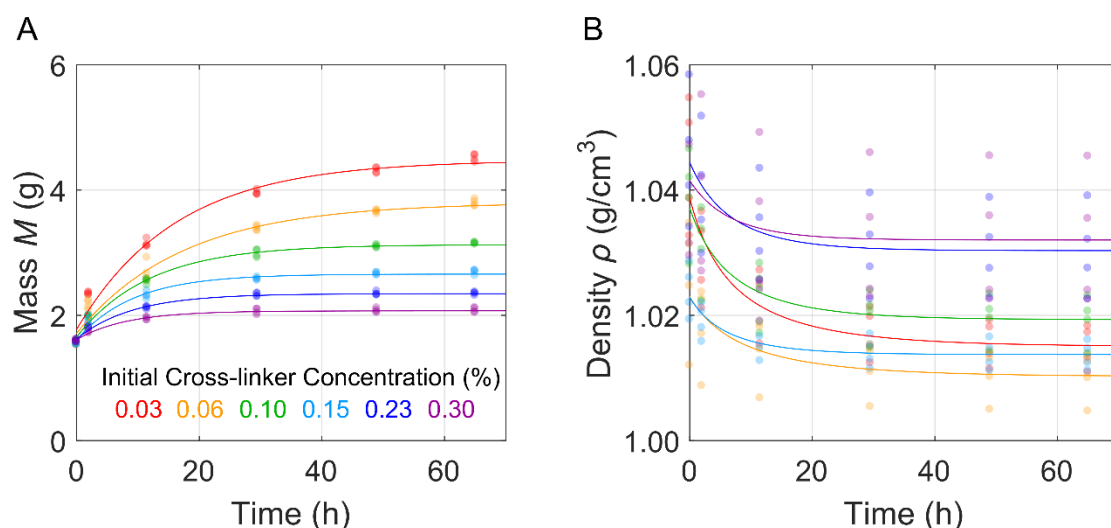 A
6
4
2
0
Mass M (g)
Initial Cross-linker Concentration (%)
0.03 0.06 0.10 0.15 0.23 0.30
0 20 40 60
Time (h)
B
1.06
1.04
1.02
1.00
Density ρ (g/cm³)
0 20 40 60
Time (h)